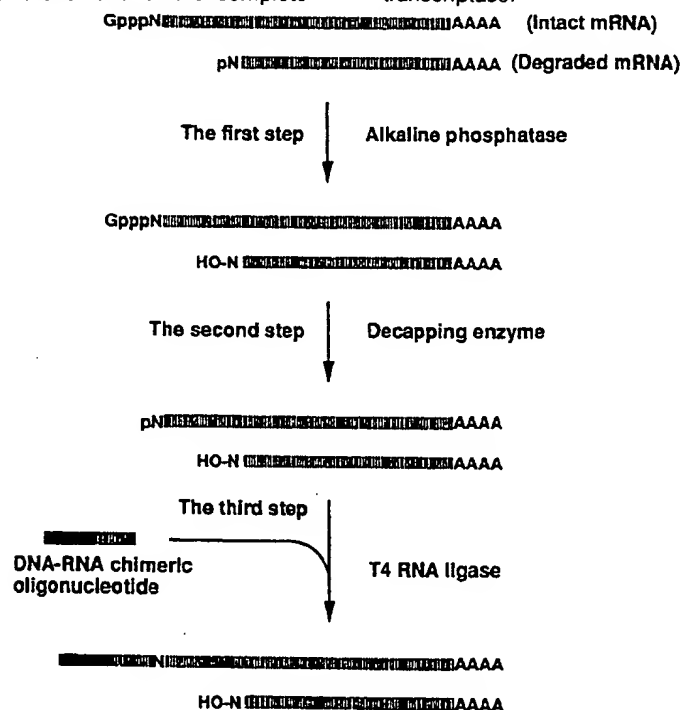 transcriptase.
GpppN AAAA (Intact mRNA)
pN AAAA (Degraded mRNA)
The first step Alkaline phosphatase
GpppN AAAA
HO-N AAAA
The second step Decapping enzyme
pN AAAA
HO-N AAAA
The third step
DNA-RNA chimeric
oligonucleotide
T4 RNA ligase
N AAAA
HO-N AAAA